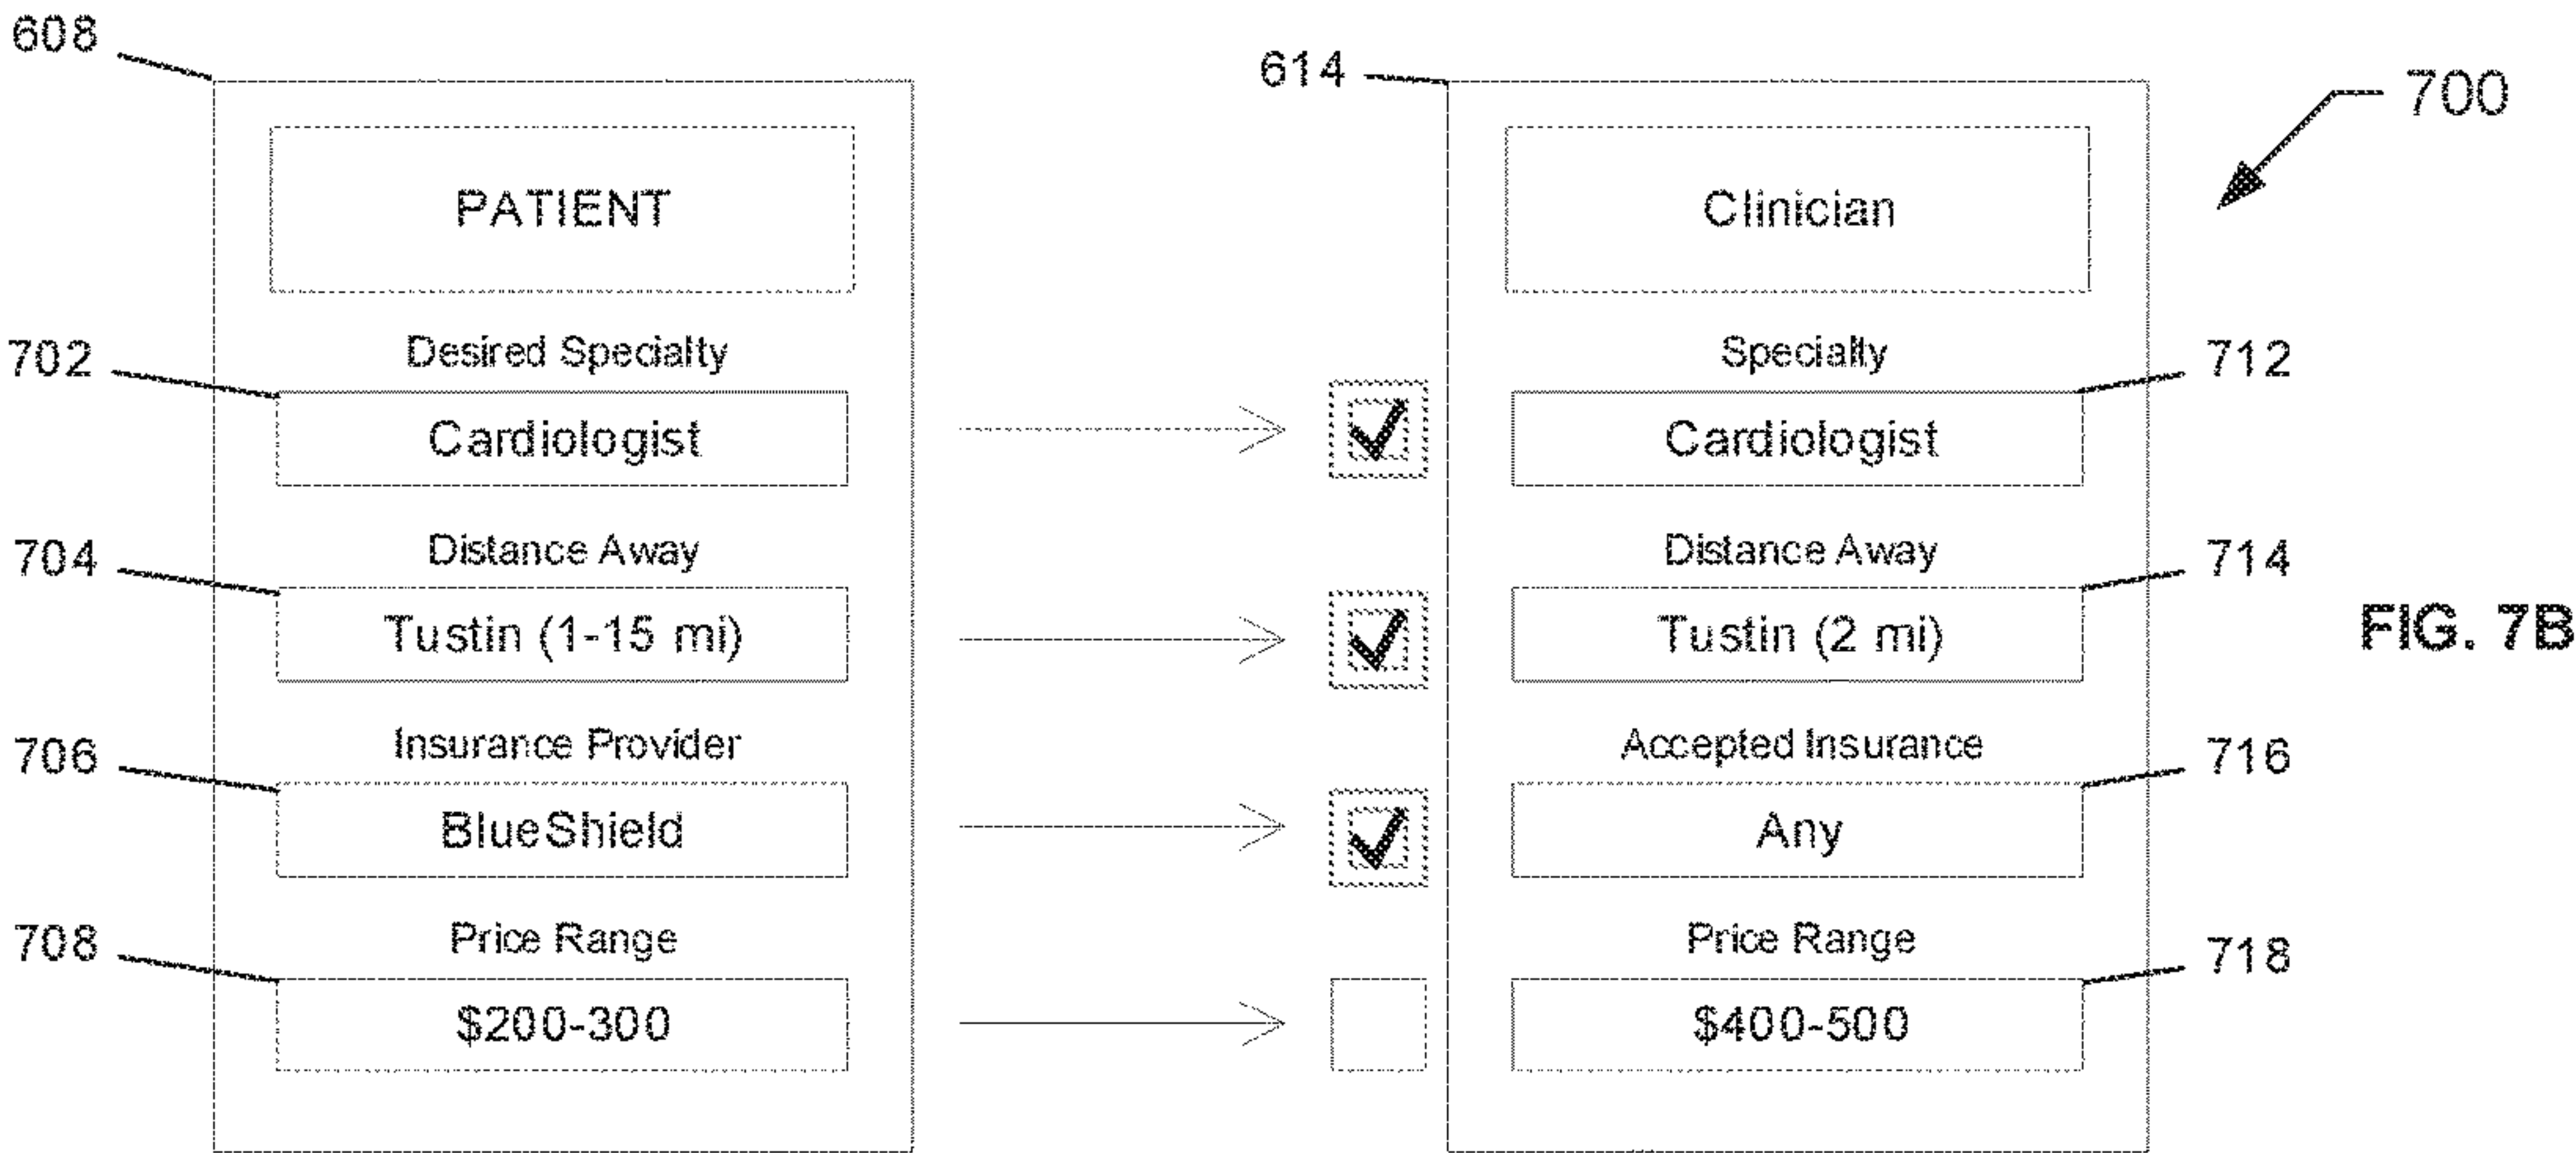 608
614
700
PATIENT
Clinician
702
Desired Specialty
Specially
712
Cardiologist
Cardiologist
704
Distance Away
Distance Away
714
Tustin (1-15 mi)
Tustin (2 mi)
FIG. 7B
706
Insurance Provider
Accepted Insurance
716
BlueShield
Any
708
Price Range
Price Range
718
$200-300
$400-500